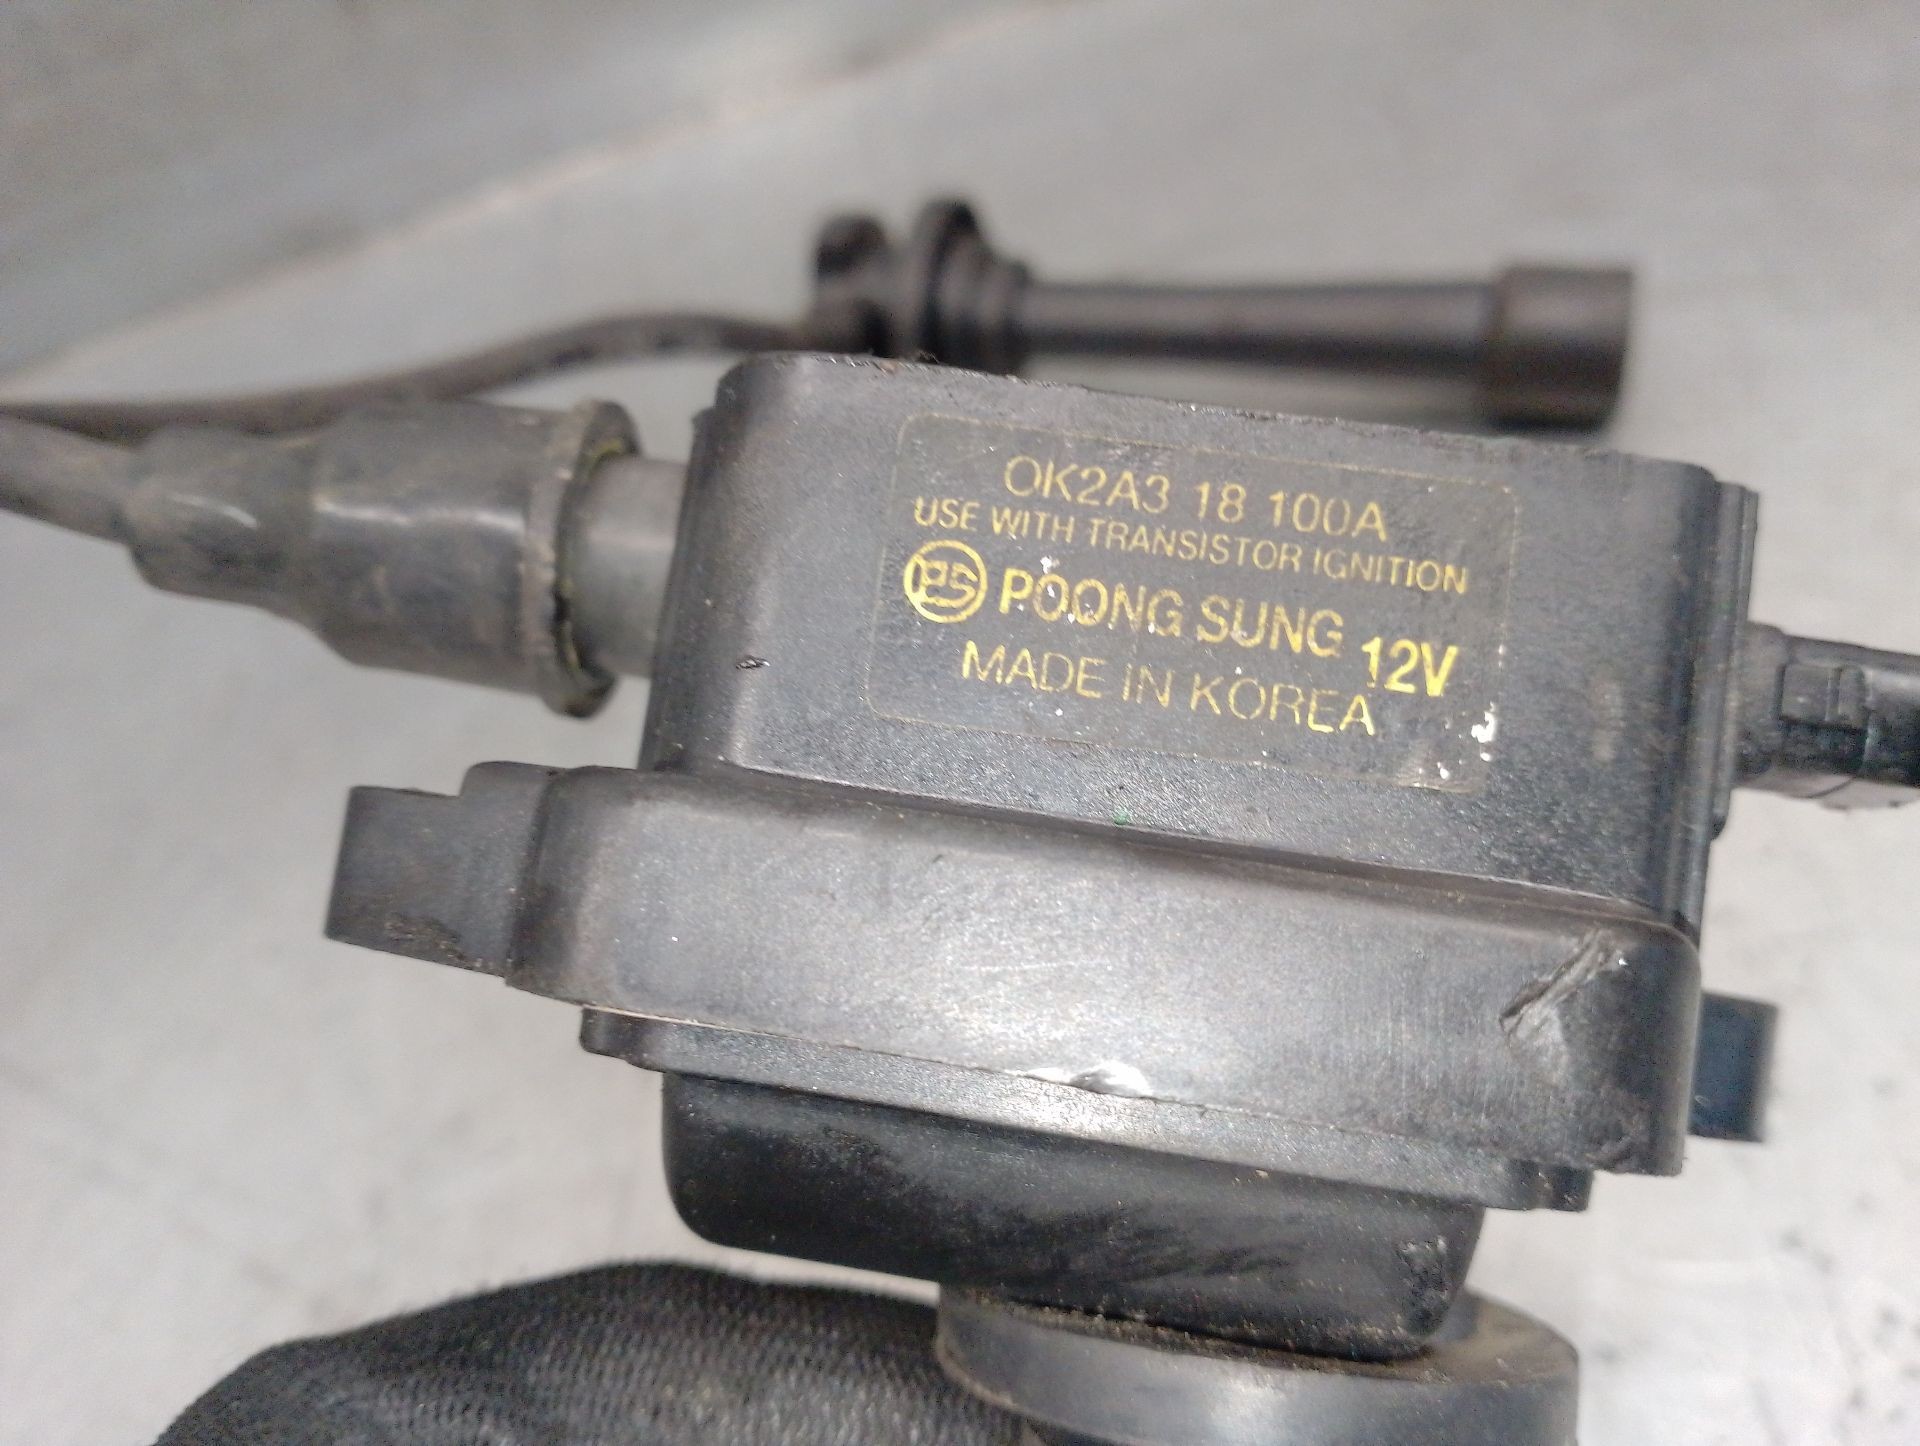 OK2A3 18 100A
USE WITH TRANSISTOR IGNITION
PS POONG SUNG 12V
MADE IN KOREA